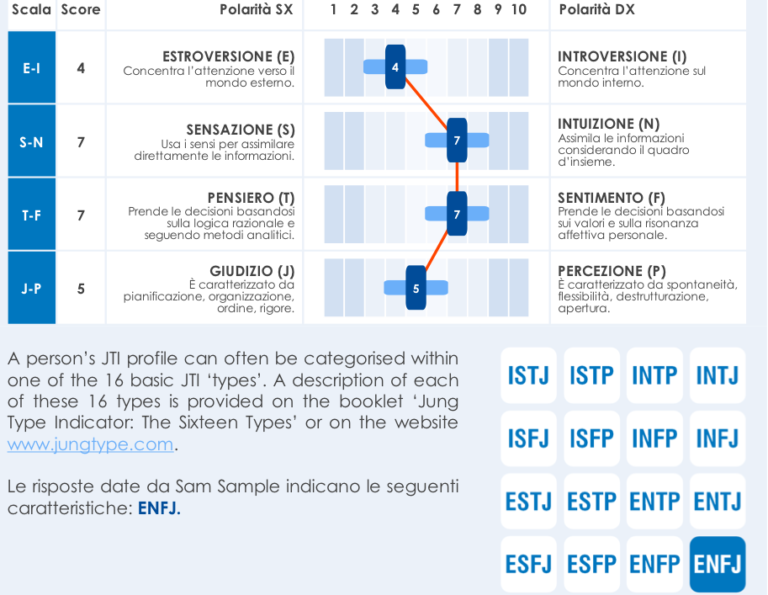 Scala Score Polarità SX 1 2 3 4 5 6 7 8 9 10 Polarità DX
E-I 4
ESTROVERSIONE (E)
Concentra l'attenzione verso il
mondo esterno.
4
INTROVERSIONE (I)
Concentra l'attenzione sul
mondo interno.
S-N 7
SENSAZIONE (S)
Usa i sensi per assimilare
direttamente le informazioni.
7
INTUIZIONE (N)
Assimila le informazioni
considerando il quadro
d'insieme.
T-F 7
PENSIERO (T)
Prende le decisioni basandosi
sulla logica razionale e
seguendo metodi analitici.
7
SENTIMENTO (F)
Prende le decisioni basandosi
sui valori e sulla risonanza
affettiva personale.
J-P 5
GIUDIZIO (J)
È caratterizzato da
pianificazione, organizzazione,
ordine, rigore.
5
PERCEZIONE (P)
È caratterizzato da spontaneità,
flessibilità, destrutturazione,
apertura.
A person's JTI profile can often be categorised within
one of the 16 basic JTI 'types'. A description of each
of these 16 types is provided on the booklet 'Jung
Type Indicator: The Sixteen Types' or on the website
www.jungtype.com.
Le risposte date da Sam Sample indicano le seguenti
caratteristiche: ENFJ.
ISTJ ISTP INTP INTJ
ISFJ ISFP INFP INFJ
ESTJ ESTP ENTP ENTJ
ESFJ ESFP ENFP ENFJ